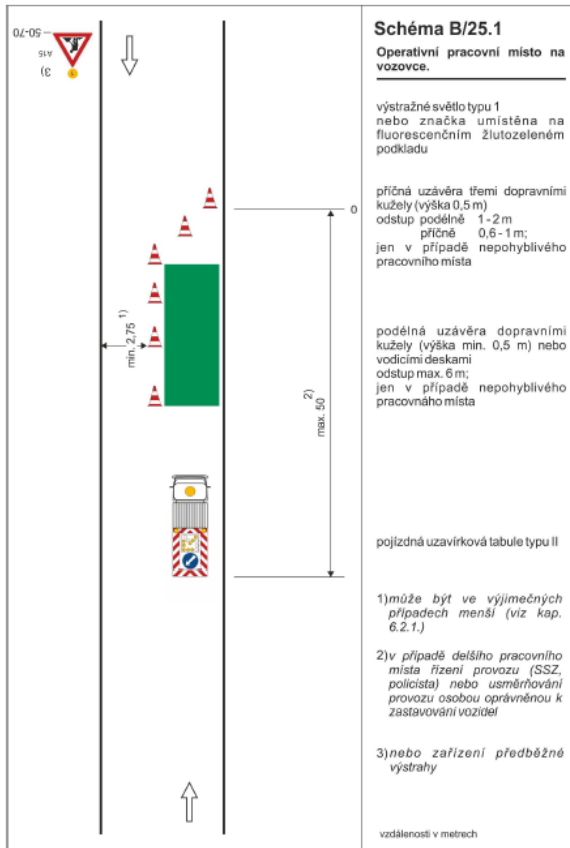 50-70
A15
3)
1
0
min. 2,75 1)
max. 50 2)
Schéma B/25.1
Operativní pracovní místo na
vozovce.
výstražné světlo typu 1
nebo značka umístěna na
fluorescenčním žlutozeleném
podkladu
příčná uzávěra třemi dopravními
kužely (výška 0,5 m)
odstup podélně 1 - 2 m
příčně 0,6 - 1 m;
jen v případě nepohyblivého
pracovního místa
podélná uzávěra dopravními
kužely (výška min. 0,5 m) nebo
vodicími deskami
odstup max. 6 m;
jen v případě nepohyblivého
pracovnáho místa
pojízdná uzavírková tabule typu II
1) může být ve výjimečných
případech menší (viz kap.
6.2.1.)
2) v případě delšího pracovního
místa řízení provozu (SSZ,
policista) nebo usměrňování
provozu osobou oprávněnou k
zastavování vozidel
3) nebo zařízení předběžné
výstrahy
vzdálenosti v metrech